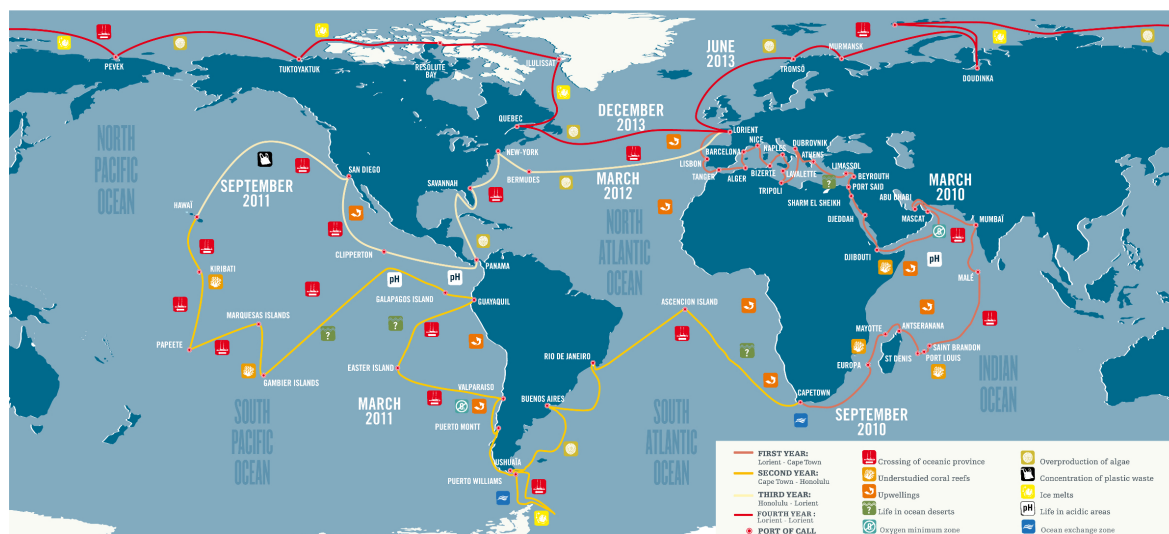 PEVEK
TUKTOYAKTUK
RESOLUTE
BAY
ILULISSAT
JUNE
2013
TROMSÖ
MURMANSK
DOUDINKA
NORTH
PACIFIC
OCEAN
QUEBEC
DECEMBER
2013
LORIENT
NEW-YORK
BERMUDES
SAVANNAH
MARCH
2012
LISBON
TANGER
BARCELONA
NICE
NAPLES
DUBROVNIK
ATHENS
ALGER
BIZERTE
LAVALETTE
TRIPOLI
LIMASSOL
BEYROUTH
PORT SAID
SHARM EL SHEIKH
ABU DHABI
MARCH
2010
MASCAT
DJEDDAH
MUMBAÏ
DJIBOUTI
MALÉ
SAN DIEGO
SEPTEMBER
2011
HAWAÏ
CLIPPERTON
PANAMA
NORTH
ATLANTIC
OCEAN
KIRIBATI
pH
pH
pH
GALAPAGOS ISLAND
GUAYAQUIL
ASCENCION ISLAND
MARQUESAS ISLANDS
?
?
?
?
PAPEETE
GAMBIER ISLANDS
EASTER ISLAND
RIO DE JANEIRO
MAYOTTE
ANTSERANANA
SAINT BRANDON
PORT LOUIS
ST DENIS
EUROPA
INDIAN
OCEAN
VALPARAISO
BUENOS AIRES
CAPETOWN
MARCH
2011
SEPTEMBER
2010
SOUTH
PACIFIC
OCEAN
SOUTH
ATLANTIC
OCEAN
PUERTO MONTT
USHUAÏA
PUERTO WILLIAMS
FIRST YEAR:
Lorient - Cape Town
SECOND YEAR:
Cape Town - Honolulu
THIRD YEAR:
Honolulu - Lorient
FOURTH YEAR:
Lorient - Lorient
PORT OF CALL
Crossing of oceanic province
Understudied coral reefs
Upwellings
? Life in ocean deserts
Oxygen minimum zone
Overproduction of algae
Concentration of plastic waste
Ice melts
pH Life in acidic areas
Ocean exchange zone